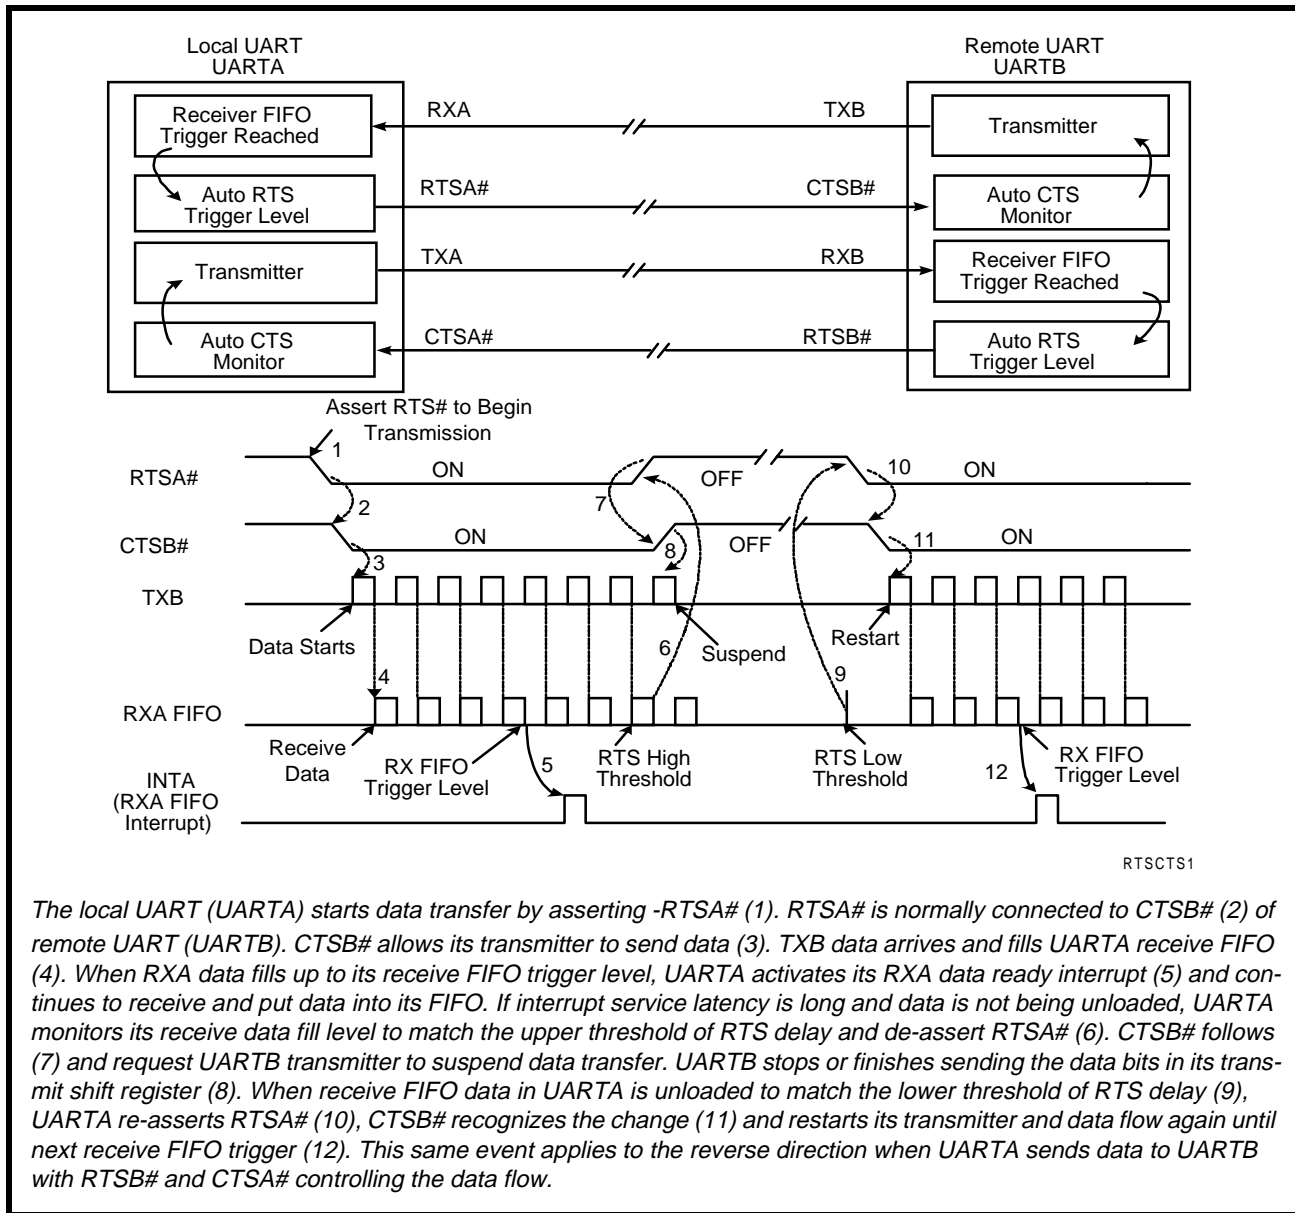 Local UART
UARTA
Remote UART
UARTB
Receiver FIFO
Trigger Reached
RXA
TXB
Transmitter
Auto RTS
Trigger Level
RTSA#
CTSB#
Auto CTS
Monitor
Transmitter
TXA
RXB
Receiver FIFO
Trigger Reached
Auto CTS
Monitor
CTSA#
RTSB#
Auto RTS
Trigger Level
Assert RTS# to Begin
Transmission
RTSA#
1
ON
OFF
10
ON
2
7
CTSB#
ON
OFF
11
ON
3
8
TXB
Data Starts
Suspend
Restart
4
6
9
RXA FIFO
Receive
Data
RX FIFO
Trigger Level
5
RTS High
Threshold
RTS Low
Threshold
12
RX FIFO
Trigger Level
INTA
(RXA FIFO
Interrupt)
RTSCTS1
The local UART (UARTA) starts data transfer by asserting -RTSA# (1). RTSA# is normally connected to CTSB# (2) of
remote UART (UARTB). CTSB# allows its transmitter to send data (3). TXB data arrives and fills UARTA receive FIFO
(4). When RXA data fills up to its receive FIFO trigger level, UARTA activates its RXA data ready interrupt (5) and con-
tinues to receive and put data into its FIFO. If interrupt service latency is long and data is not being unloaded, UARTA
monitors its receive data fill level to match the upper threshold of RTS delay and de-assert RTSA# (6). CTSB# follows
(7) and request UARTB transmitter to suspend data transfer. UARTB stops or finishes sending the data bits in its trans-
mit shift register (8). When receive FIFO data in UARTA is unloaded to match the lower threshold of RTS delay (9),
UARTA re-asserts RTSA# (10), CTSB# recognizes the change (11) and restarts its transmitter and data flow again until
next receive FIFO trigger (12). This same event applies to the reverse direction when UARTA sends data to UARTB
with RTSB# and CTSA# controlling the data flow.